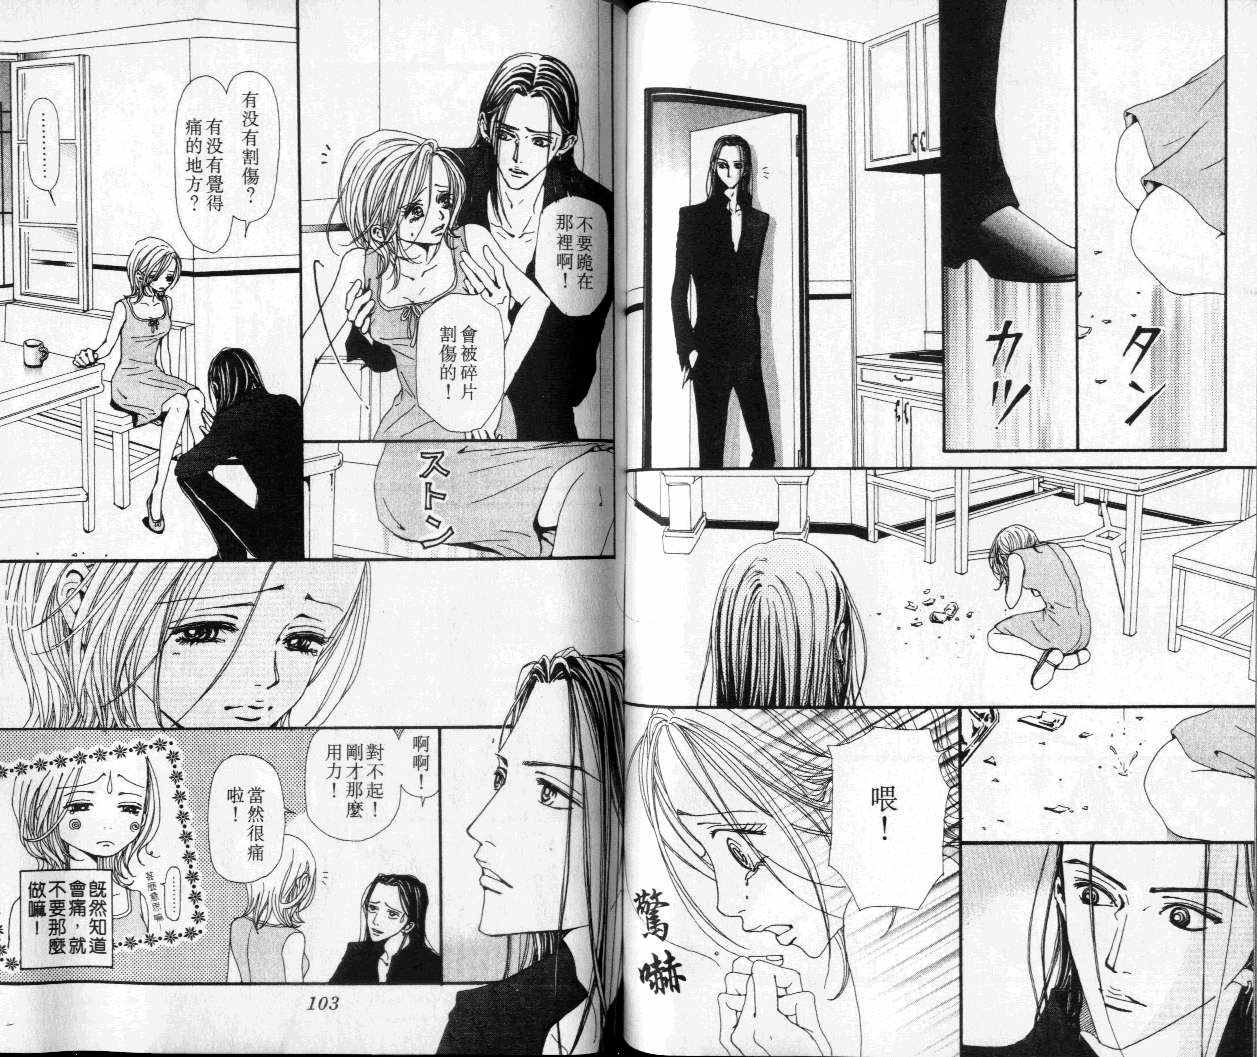 タン
カツ
喂！
驚
嚇
不要跪在
那裡啊！
會被碎片
割傷的！
ストン
有没有割傷？
有没有覺得
痛的地方？
…………
啊啊！
對不起！
剛才那麼
用力！
當然很痛
啦！
………
既然知道
會痛，就
不要那麼
做嘛！
103